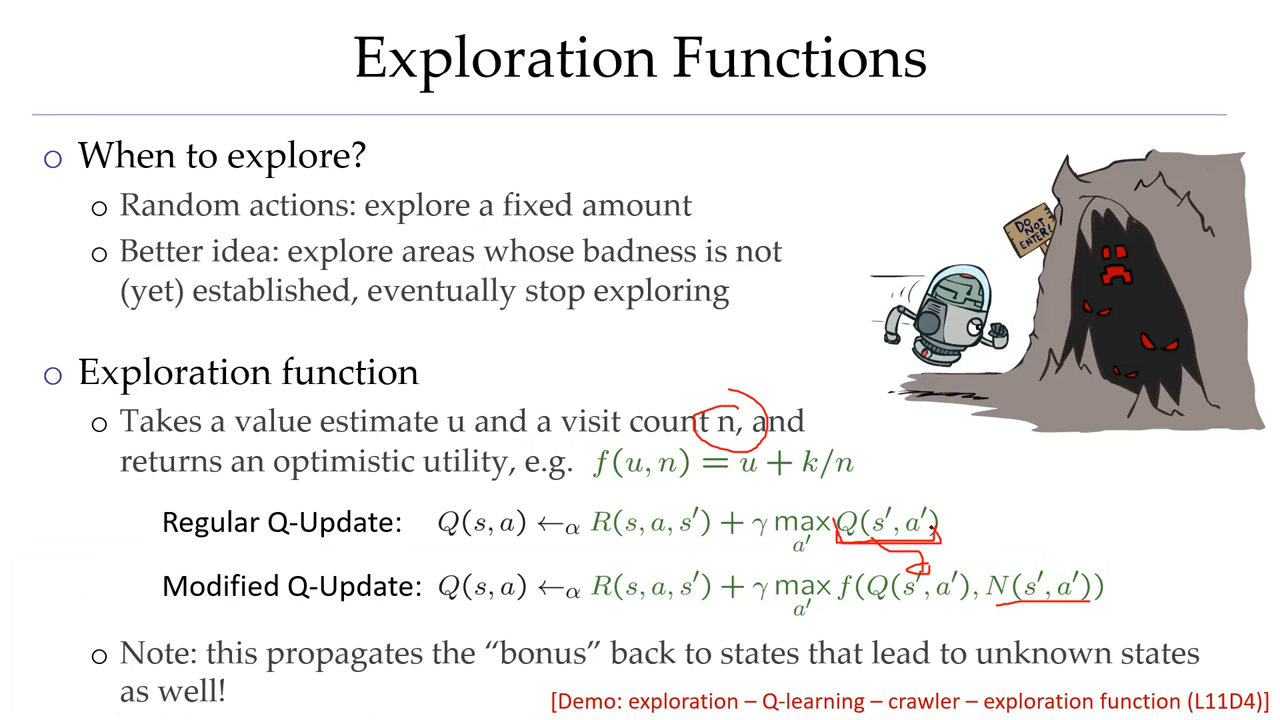 Exploration Functions
o When to explore?
o Random actions: explore a fixed amount
o Better idea: explore areas whose badness is not
(yet) established, eventually stop exploring
DO
NOT
ENTER!
o Exploration function
o Takes a value estimate u and a visit count n, and
returns an optimistic utility, e.g. f(u, n) = u + k/n
Regular Q-Update: Q(s, a) ←α R(s, a, s′) + γ max Q(s′, a′)
a′
Modified Q-Update: Q(s, a) ←α R(s, a, s′) + γ max f(Q(s′, a′), N(s′, a′))
a′
o Note: this propagates the “bonus” back to states that lead to unknown states
as well!
[Demo: exploration – Q-learning – crawler – exploration function (L11D4)]